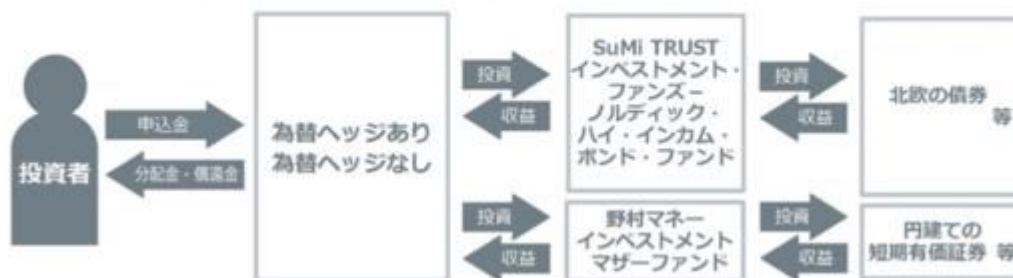 投資者
申込金
分配金・償還金
為替ヘッジあり
為替ヘッジなし
投資
収益
SuMi TRUST
インベストメント・
ファンズ－
ノルディック・
ハイ・インカム・
ボンド・ファンド
投資
収益
北欧の債券
等
投資
収益
野村マネー
インベストメント
マザーファンド
投資
収益
円建ての
短期有価証券 等